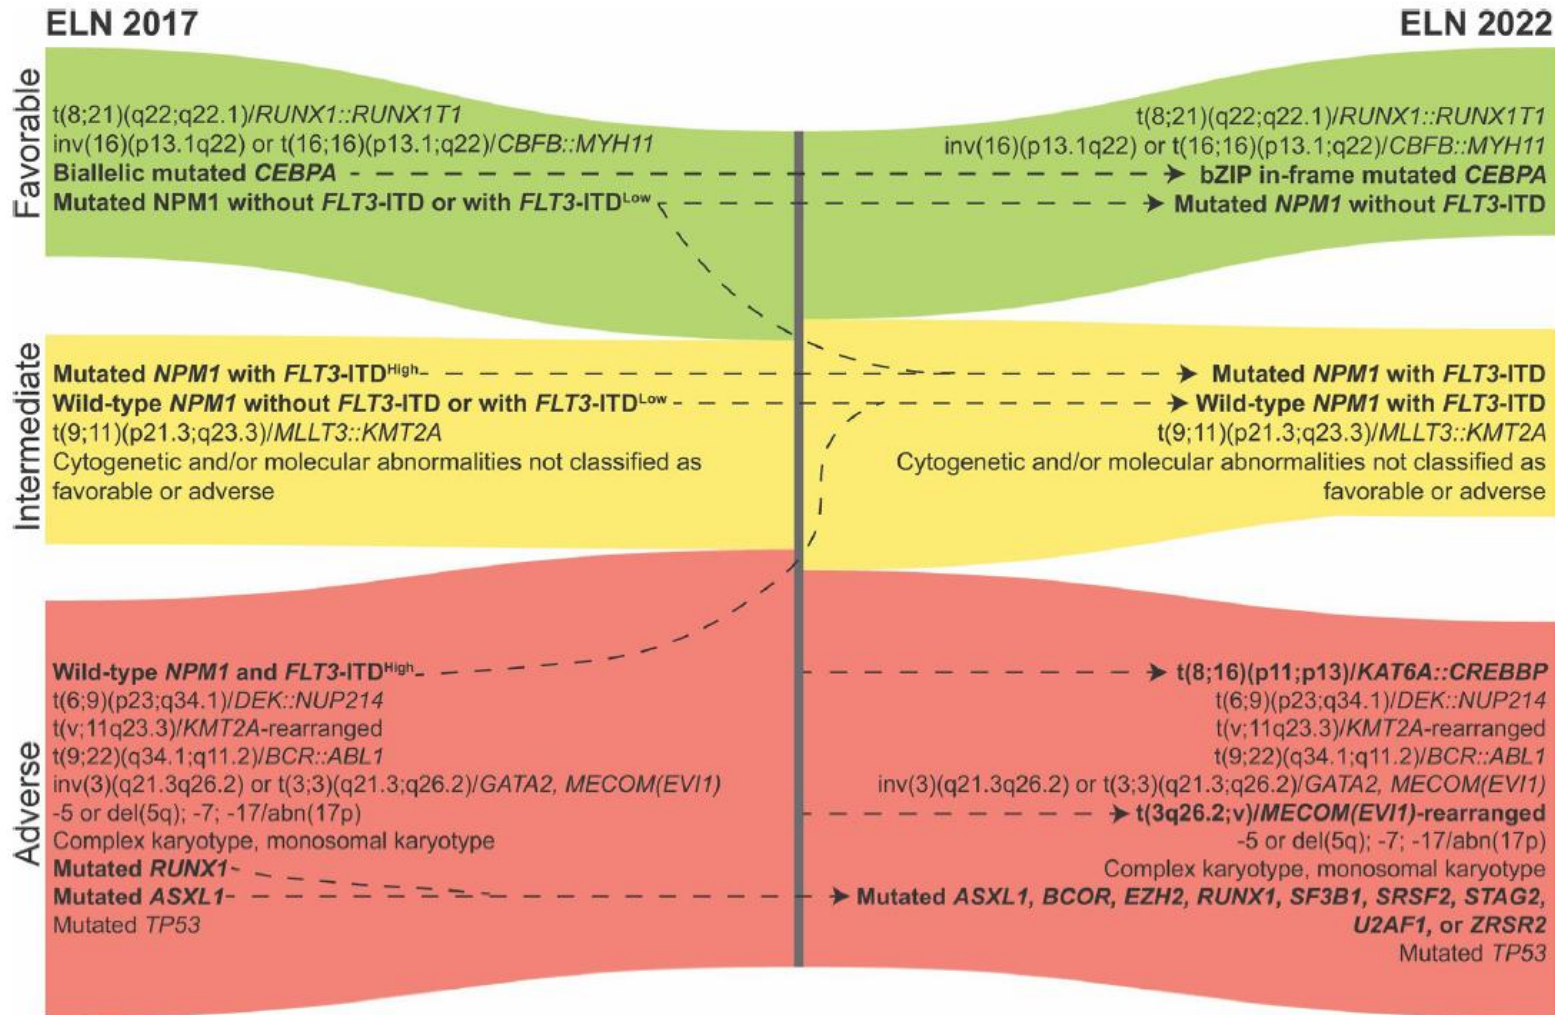 ELN 2017
ELN 2022
Favorable
t(8;21)(q22;q22.1)/RUNX1::RUNX1T1
inv(16)(p13.1q22) or t(16;16)(p13.1;q22)/CBFB::MYH11
Biallelic mutated CEBPA
Mutated NPM1 without FLT3-ITD or with FLT3-ITDLow
t(8;21)(q22;q22.1)/RUNX1::RUNX1T1
inv(16)(p13.1q22) or t(16;16)(p13.1;q22)/CBFB::MYH11
bZIP in-frame mutated CEBPA
Mutated NPM1 without FLT3-ITD
Intermediate
Mutated NPM1 with FLT3-ITDHigh
Wild-type NPM1 without FLT3-ITD or with FLT3-ITDLow
t(9;11)(p21.3;q23.3)/MLLT3::KMT2A
Cytogenetic and/or molecular abnormalities not classified as
favorable or adverse
Mutated NPM1 with FLT3-ITD
Wild-type NPM1 with FLT3-ITD
t(9;11)(p21.3;q23.3)/MLLT3::KMT2A
Cytogenetic and/or molecular abnormalities not classified as
favorable or adverse
Adverse
Wild-type NPM1 and FLT3-ITDHigh
t(6;9)(p23;q34.1)/DEK::NUP214
t(v;11q23.3)/KMT2A-rearranged
t(9;22)(q34.1;q11.2)/BCR::ABL1
inv(3)(q21.3q26.2) or t(3;3)(q21.3;q26.2)/GATA2, MECOM(EVI1)
-5 or del(5q); -7; -17/abn(17p)
Complex karyotype, monosomal karyotype
Mutated RUNX1
Mutated ASXL1
Mutated TP53
t(8;16)(p11;p13)/KAT6A::CREBBP
t(6;9)(p23;q34.1)/DEK::NUP214
t(v;11q23.3)/KMT2A-rearranged
t(9;22)(q34.1;q11.2)/BCR::ABL1
inv(3)(q21.3q26.2) or t(3;3)(q21.3;q26.2)/GATA2, MECOM(EVI1)
t(3q26.2;v)/MECOM(EVI1)-rearranged
-5 or del(5q); -7; -17/abn(17p)
Complex karyotype, monosomal karyotype
Mutated ASXL1, BCOR, EZH2, RUNX1, SF3B1, SRSF2, STAG2,
U2AF1, or ZRSR2
Mutated TP53